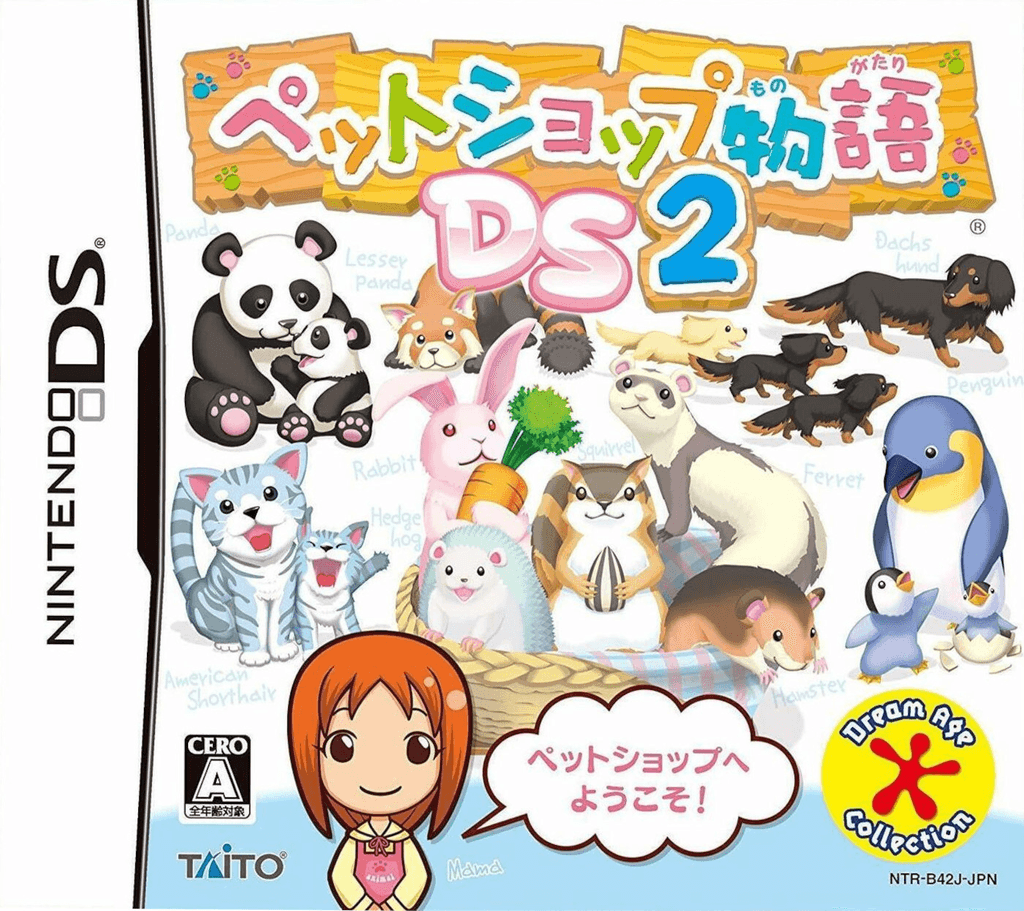 NINTENDO DS®
がたり
もの
ペットショップ物語
DS2
®
Panda
Lesser
panda
Dachs
hund
Penguin
Rabbit
Squirrel
Ferret
Hedge
hog
American
Shorthair
Hamster
ペットショップへ
ようこそ!
Dream Age
Collection
CERO
A
全年齢対象
TAITO®
animal
Mama
NTR-B42J-JPN